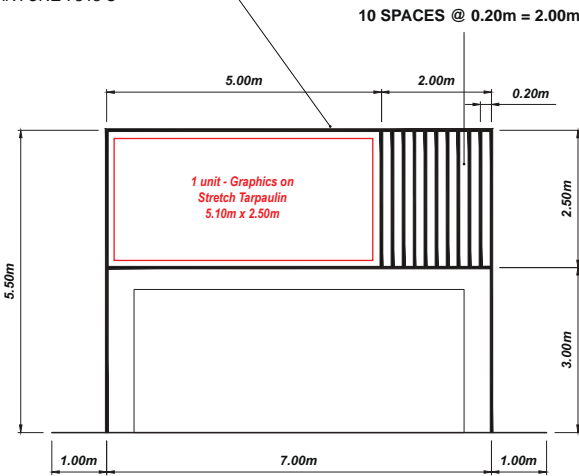 10 SPACES @ 0.20m = 2.00m
5.00m
2.00m
0.20m
1 unit - Graphics on
Stretch Tarpaulin
5.10m x 2.50m
2.50m
5.50m
3.00m
1.00m
7.00m
1.00m